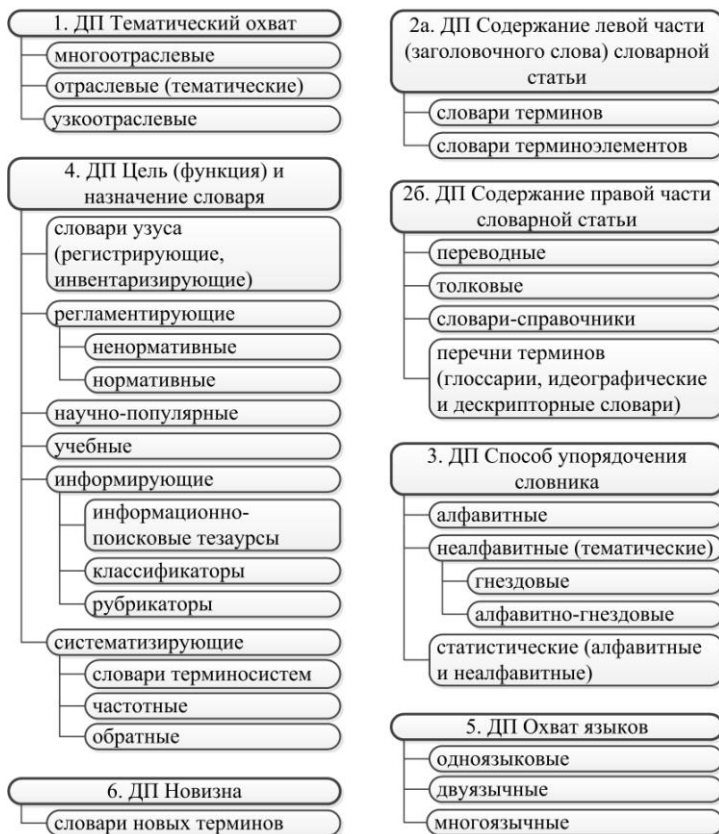 1. ДП Тематический охват
многоотраслевые
отраслевые (тематические)
узкоотраслевые
2а. ДП Содержание левой части
(заголовочного слова) словарной
статьи
словари терминов
словари терминоэлементов
2б. ДП Содержание правой части
словарной статьи
переводные
толковые
словари-справочники
перечни терминов
(глоссарии, идеографические
и дескрипторные словари)
3. ДП Способ упорядочения
словника
алфавитные
неалфавитные (тематические)
гнездовые
алфавитно-гнездовые
статистические (алфавитные
и неалфавитные)
4. ДП Цель (функция) и
назначение словаря
словари узуса
(регистрирующие,
инвентаризирующие)
регламентирующие
ненормативные
нормативные
научно-популярные
учебные
информирующие
информационно-
поисковые тезаурсы
классификаторы
рубрикаторы
систематизирующие
словари терминосистем
частотные
обратные
5. ДП Охват языков
одноязыковые
двуязычные
многоязычные
6. ДП Новизна
словари новых терминов